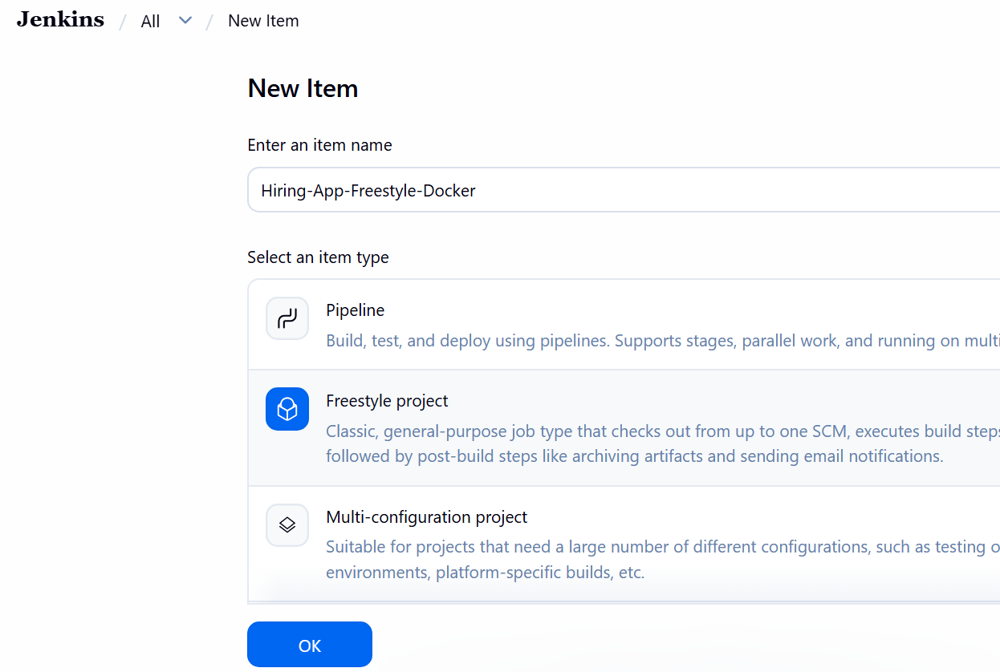 Jenkins / All / New Item
New Item
Enter an item name
Hiring-App-Freestyle-Docker
Select an item type
Pipeline
Build, test, and deploy using pipelines. Supports stages, parallel work, and running on multi
Freestyle project
Classic, general-purpose job type that checks out from up to one SCM, executes build steps
followed by post-build steps like archiving artifacts and sending email notifications.
Multi-configuration project
Suitable for projects that need a large number of different configurations, such as testing o
environments, platform-specific builds, etc.
OK